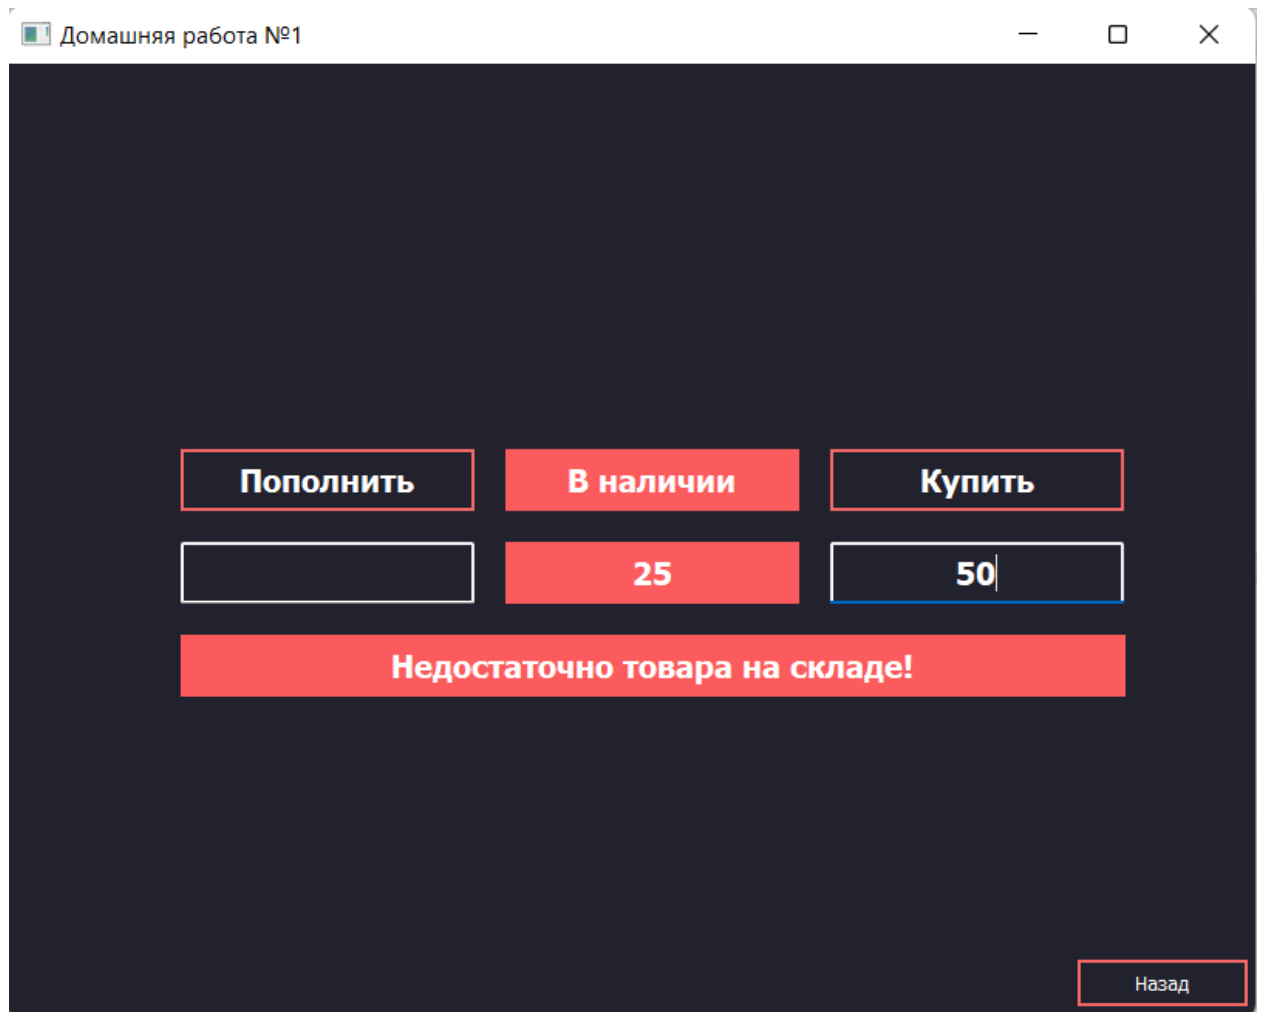 Домашняя работа №1
Пополнить В наличии Купить
25 50
Недостаточно товара на складе!
Назад